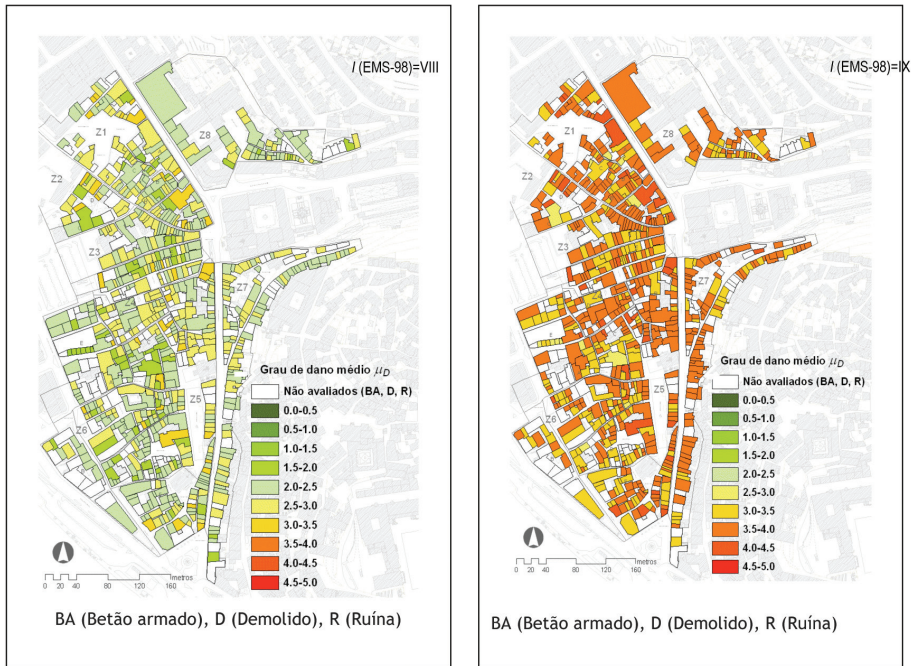 I (EMS-98)=VIII
Z1
Z8
Z2
Z3
Z7
Z5
Z6
Grau de dano médio μD
Não avaliados (BA, D, R)
0.0-0.5
0.5-1.0
1.0-1.5
1.5-2.0
2.0-2.5
2.5-3.0
3.0-3.5
3.5-4.0
4.0-4.5
4.5-5.0
0 20 40 80 120 160 metros
BA (Betão armado), D (Demolido), R (Ruína)
I (EMS-98)=IX
Z1
Z8
Z2
Z3
Z7
Z5
Z6
Grau de dano médio μD
Não avaliados (BA, D, R)
0.0-0.5
0.5-1.0
1.0-1.5
1.5-2.0
2.0-2.5
2.5-3.0
3.0-3.5
3.5-4.0
4.0-4.5
4.5-5.0
0 20 40 80 120 160 metros
BA (Betão armado), D (Demolido), R (Ruína)